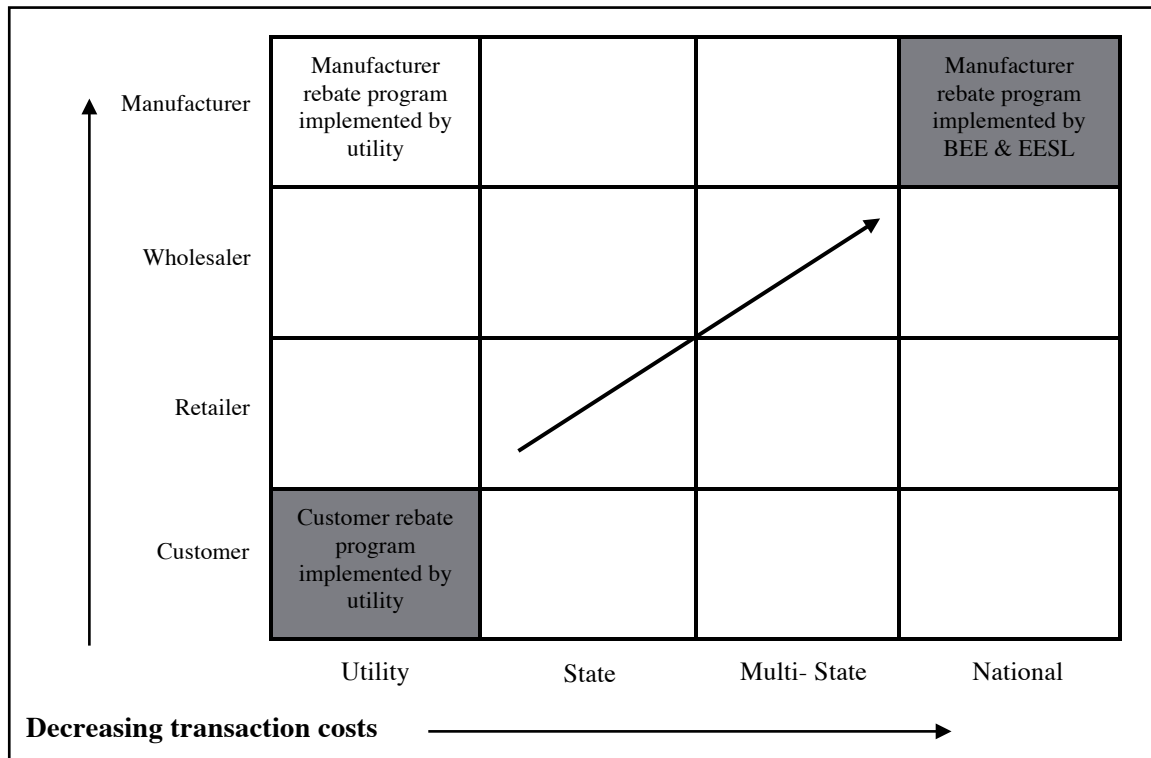 Manufacturer
Manufacturer
rebate program
implemented by
utility
Manufacturer
rebate program
implemented by
BEE & EESL
Wholesaler
Retailer
Customer
Customer rebate
program
implemented by
utility
Utility
State
Multi- State
National
Decreasing transaction costs